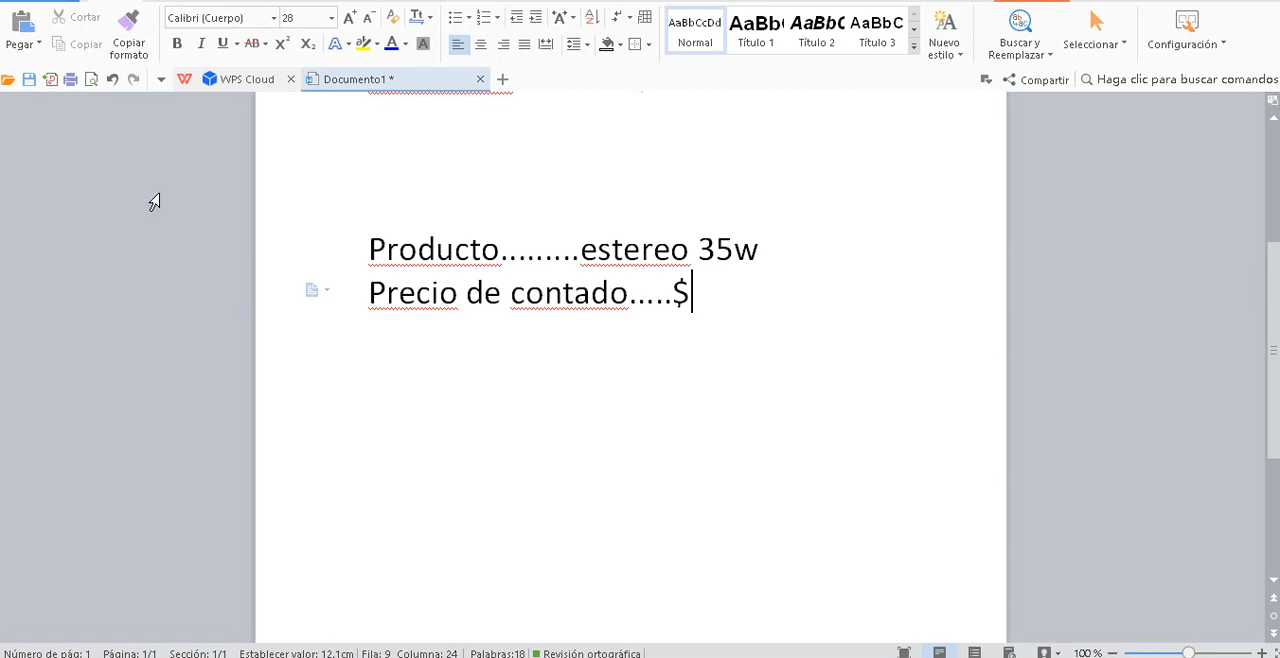 Calibri (Cuerpo) 28
AaBbCcDd AaBb( AaBbC AaBbC
Cortar
Pegar Copiar Copiar formato
Normal Título 1 Título 2 Título 3
Nuevo estilo
Buscar y Reemplazar
Seleccionar
Configuración
WPS Cloud Documento1 * Compartir Haga clic para buscar comandos
Producto.........estereo 35w
Precio de contado.....$
Número de pág: 1 Página: 1/1 Sección: 1/1 Establecer valor: 12.1cm Fila: 9 Columna: 24 Palabras:18 Revisión ortográfica 100 %